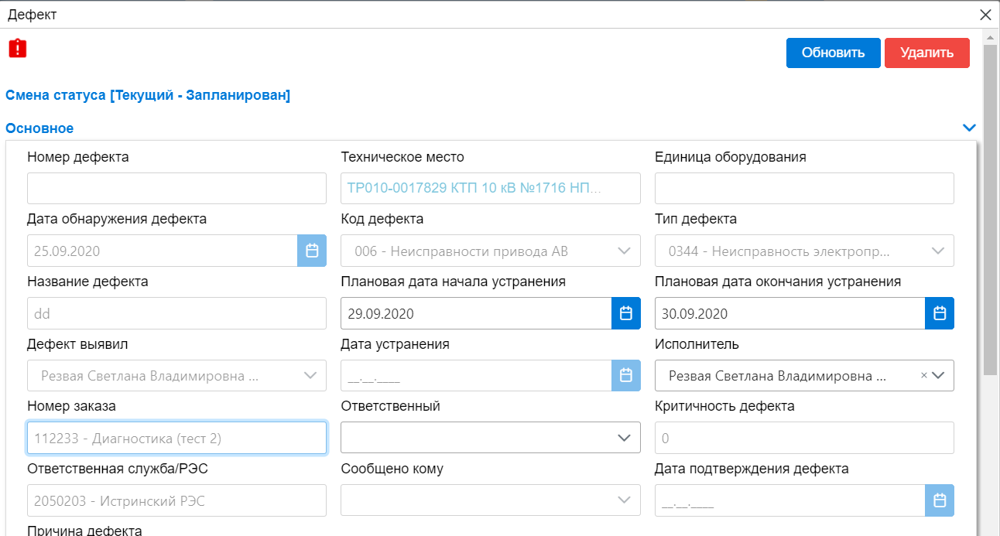 Дефект
Обновить
Удалить
Смена статуса [Текущий - Запланирован]
Основное
Номер дефекта
Техническое место
Единица оборудования
TP010-0017829 КТП 10 кВ №1716 НП...
Дата обнаружения дефекта
Код дефекта
Тип дефекта
25.09.2020
006 - Неисправности привода АВ
0344 - Неисправность электропр...
Название дефекта
Плановая дата начала устранения
Плановая дата окончания устранения
dd
29.09.2020
30.09.2020
Дефект выявил
Дата устранения
Исполнитель
Резвая Светлана Владимировна ...
__.__.____
Резвая Светлана Владимировна ...
Номер заказа
Ответственный
Критичность дефекта
112233 - Диагностика (тест 2)
0
Ответственная служба/РЭС
Сообщено кому
Дата подтверждения дефекта
2050203 - Истринский РЭС
__.__.____
Причина дефекта